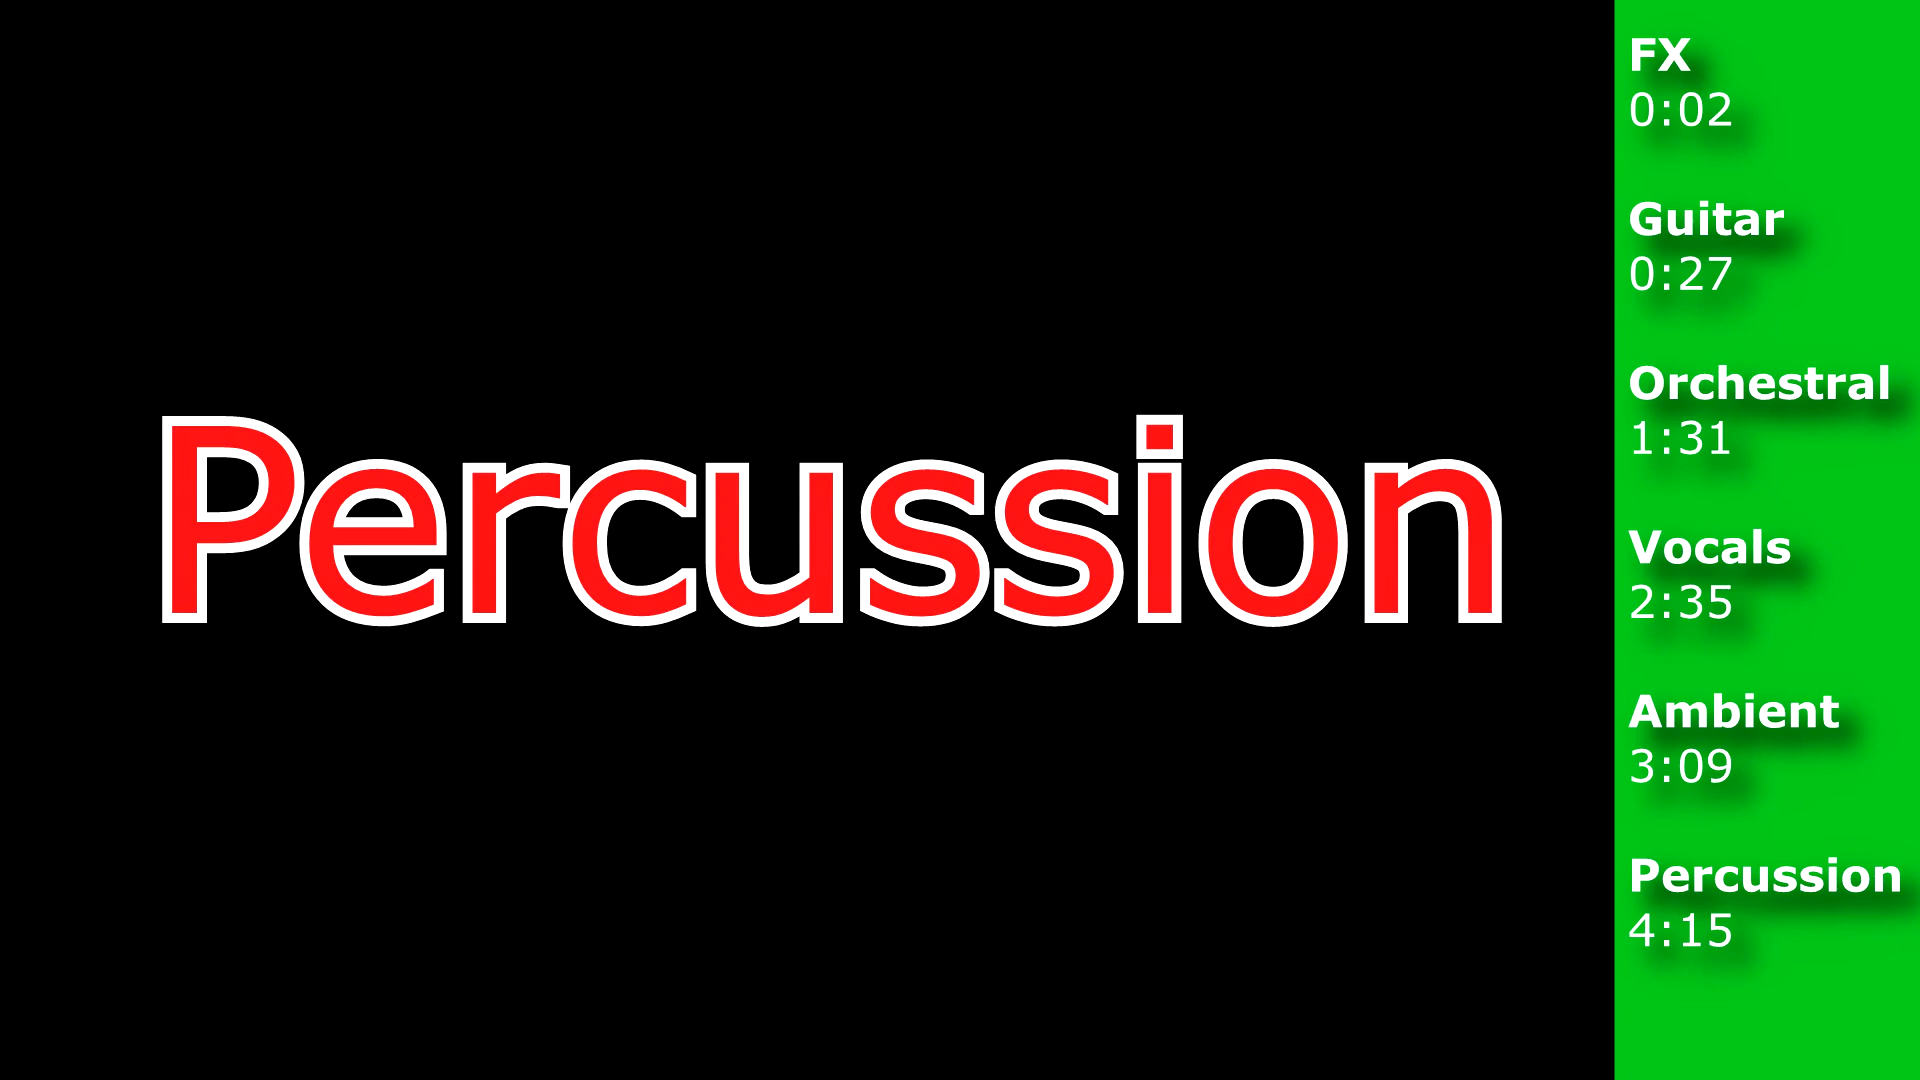 Percussion
FX
0:02
Guitar
0:27
Orchestral
1:31
Vocals
2:35
Ambient
3:09
Percussion
4:15